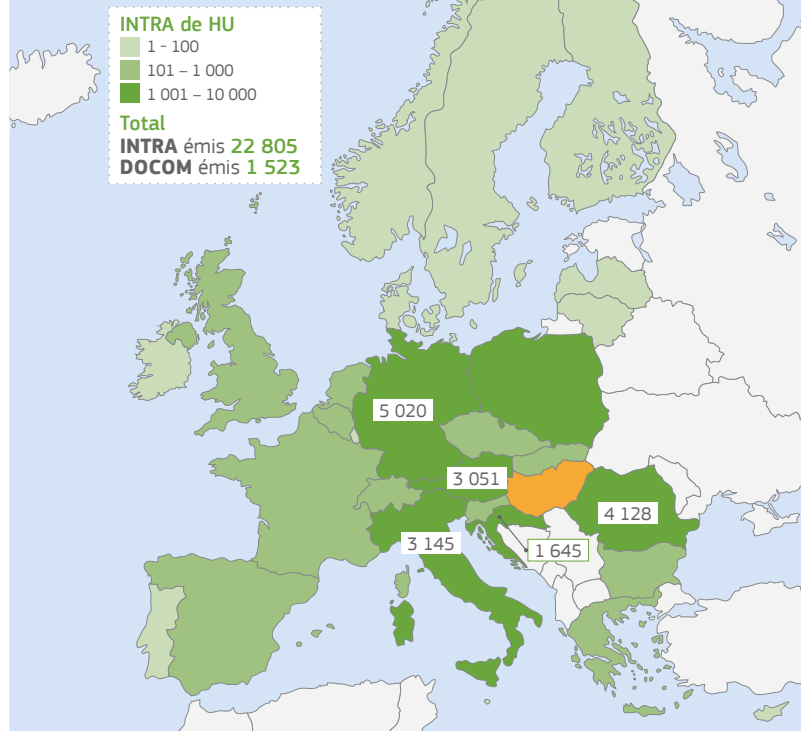 INTRA de HU
1 - 100
101 – 1 000
1 001 – 10 000
Total
INTRA émis 22 805
DOCOM émis 1 523
5 020
3 051
4 128
3 145
1 645